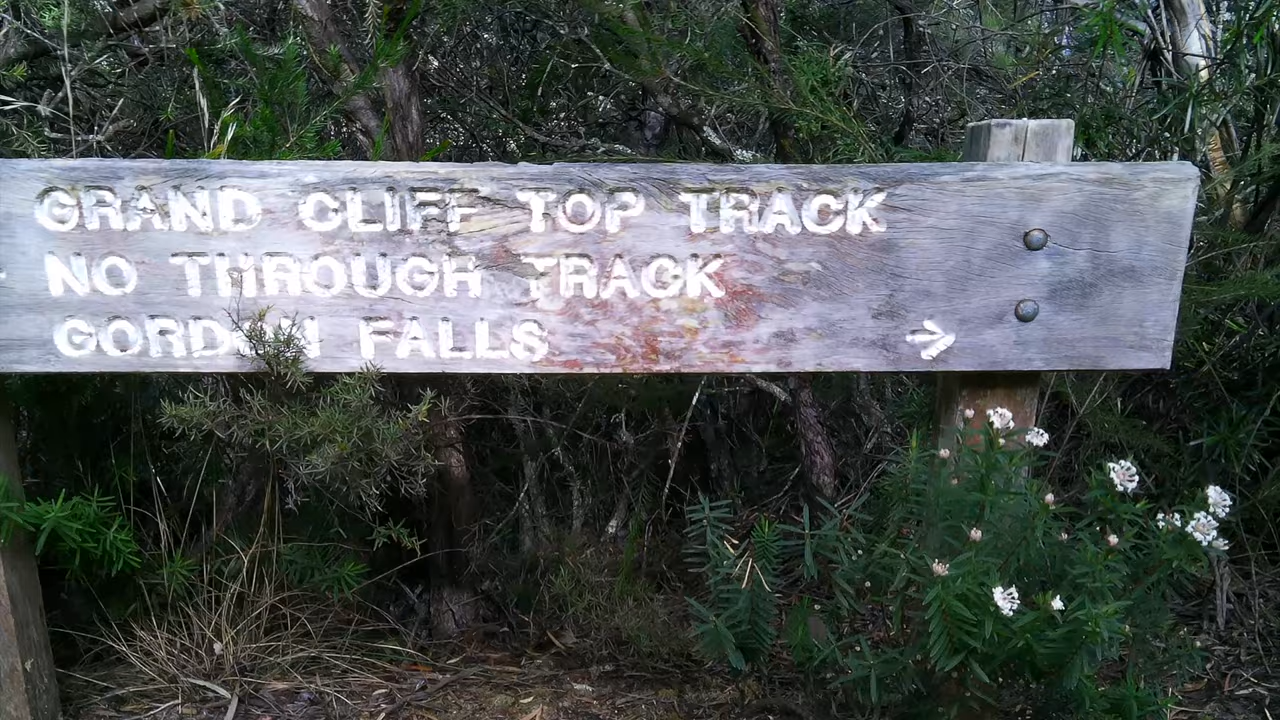 GRAND CLIFF TOP TRACK
NO THROUGH TRACK
GORDON FALLS →